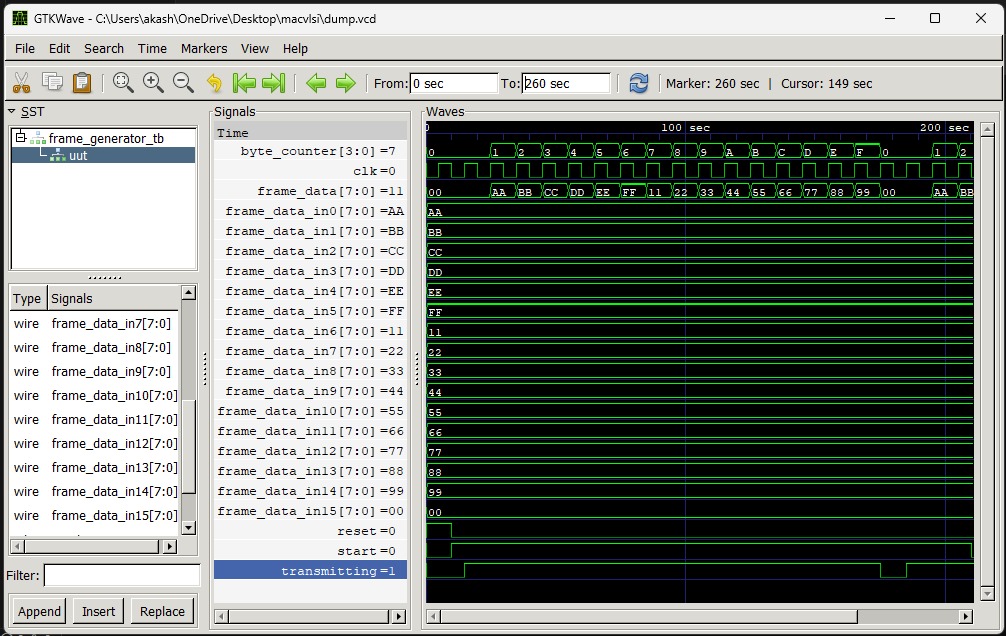 GTKWave - C:\Users\akash\OneDrive\Desktop\macvlsi\dump.vcd
File Edit Search Time Markers View Help
From: 0 sec To: 260 sec Marker: 260 sec | Cursor: 149 sec
SST
frame_generator_tb
uut
Type Signals
wire frame_data_in7[7:0]
wire frame_data_in8[7:0]
wire frame_data_in9[7:0]
wire frame_data_in10[7:0]
wire frame_data_in11[7:0]
wire frame_data_in12[7:0]
wire frame_data_in13[7:0]
wire frame_data_in14[7:0]
wire frame_data_in15[7:0]
Filter:
Append Insert Replace
Signals
Time
byte_counter[3:0] =7
clk =0
frame_data[7:0] =11
frame_data_in0[7:0] =AA
frame_data_in1[7:0] =BB
frame_data_in2[7:0] =CC
frame_data_in3[7:0] =DD
frame_data_in4[7:0] =EE
frame_data_in5[7:0] =FF
frame_data_in6[7:0] =11
frame_data_in7[7:0] =22
frame_data_in8[7:0] =33
frame_data_in9[7:0] =44
frame_data_in10[7:0] =55
frame_data_in11[7:0] =66
frame_data_in12[7:0] =77
frame_data_in13[7:0] =88
frame_data_in14[7:0] =99
frame_data_in15[7:0] =00
reset =0
start =0
transmitting =1
Waves
0 100 sec 200 sec
0 1 2 3 4 5 6 7 8 9 A B C D E F 0 1 2
00 AA BB CC DD EE FF 11 22 33 44 55 66 77 88 99 00 AA BB
AA
BB
CC
DD
EE
FF
11
22
33
44
55
66
77
88
99
00